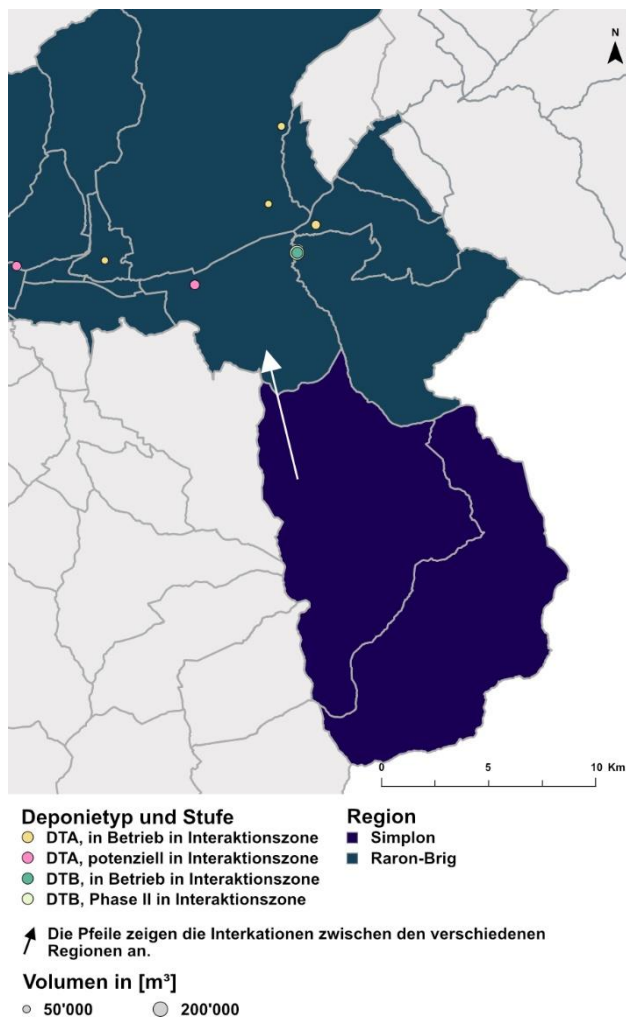 N
0 5 10 Km
Deponietyp und Stufe
DTA, in Betrieb in Interaktionszone
DTA, potenziell in Interaktionszone
DTB, in Betrieb in Interaktionszone
DTB, Phase II in Interaktionszone
Region
Simplon
Raron-Brig
Die Pfeile zeigen die Interkationen zwischen den verschiedenen
Regionen an.
Volumen in [m³]
50'000 200'000